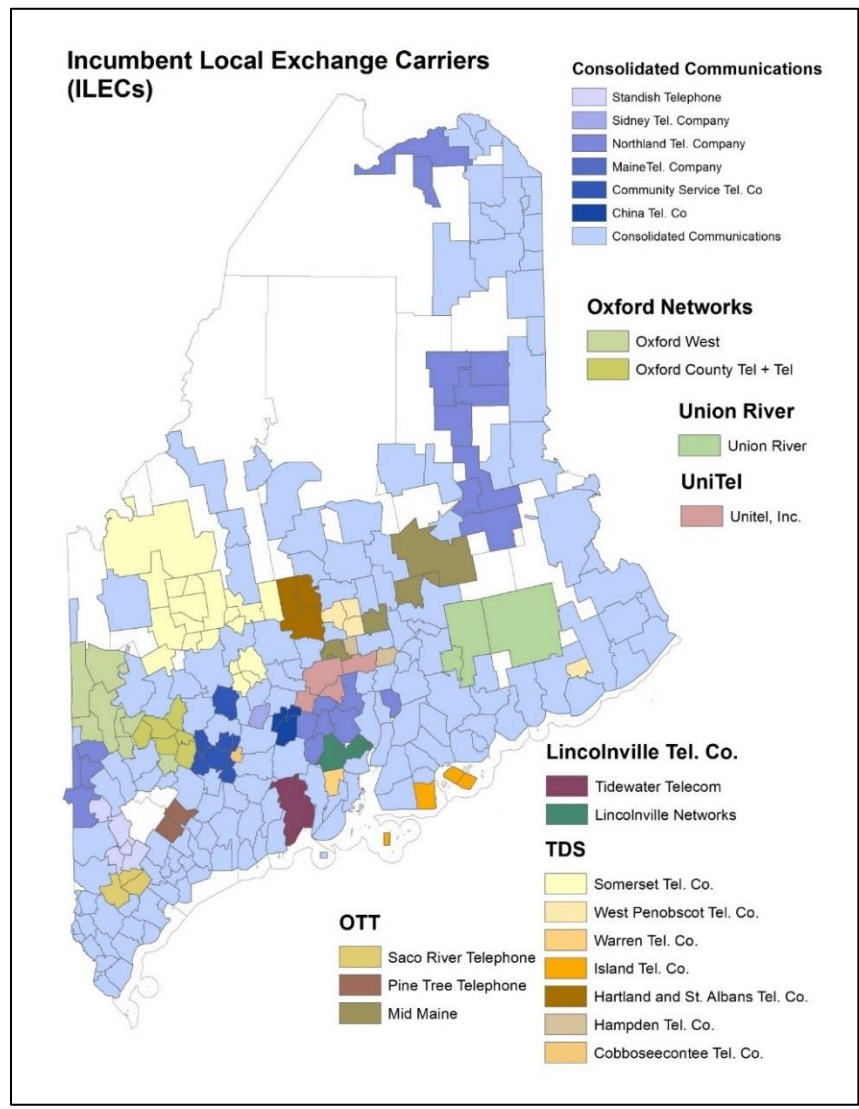 Incumbent Local Exchange Carriers
(ILECs)
Consolidated Communications
Standish Telephone
Sidney Tel. Company
Northland Tel. Company
MaineTel. Company
Community Service Tel. Co
China Tel. Co
Consolidated Communications
Oxford Networks
Oxford West
Oxford County Tel + Tel
Union River
Union River
UniTel
Unitel, Inc.
Lincolnville Tel. Co.
Tidewater Telecom
Lincolnville Networks
TDS
Somerset Tel. Co.
West Penobscot Tel. Co.
Warren Tel. Co.
Island Tel. Co.
Hartland and St. Albans Tel. Co.
Hampden Tel. Co.
Cobboseecontee Tel. Co.
OTT
Saco River Telephone
Pine Tree Telephone
Mid Maine